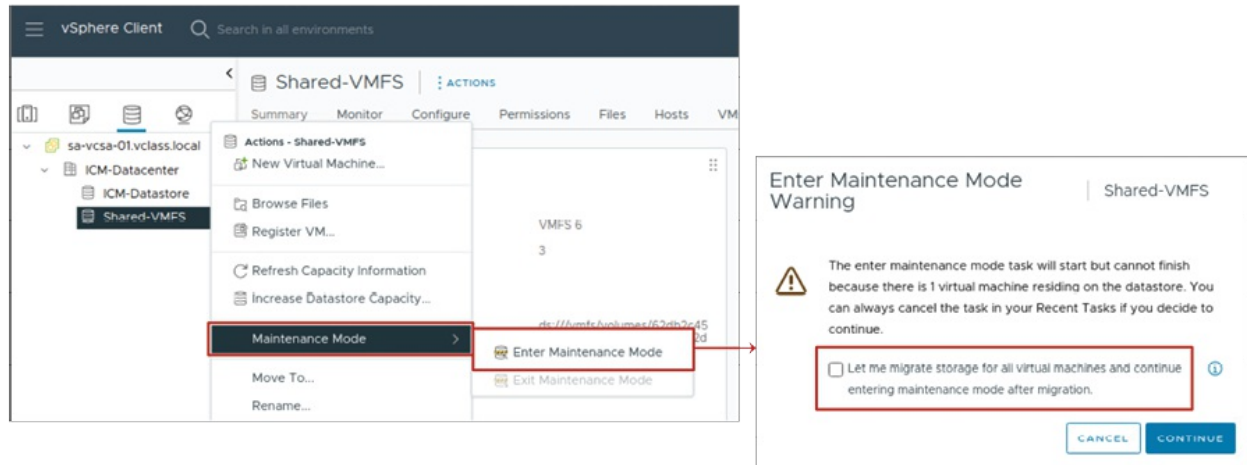 vSphere Client
Search in all environments
Shared-VMFS
ACTIONS
Summary Monitor Configure Permissions Files Hosts VM
sa-vcsa-01.vclass.local
ICM-Datacenter
ICM-Datastore
Shared-VMFS
Actions - Shared-VMFS
New Virtual Machine...
Browse Files
Register VM...
Refresh Capacity Information
Increase Datastore Capacity...
Maintenance Mode
Move To...
Rename...
Enter Maintenance Mode
Exit Maintenance Mode
VMFS 6
3
ds:///vmfs/volumes/62db2c45
2d
Enter Maintenance Mode
Warning
Shared-VMFS
The enter maintenance mode task will start but cannot finish
because there is 1 virtual machine residing on the datastore. You
can always cancel the task in your Recent Tasks if you decide to
continue.
Let me migrate storage for all virtual machines and continue
entering maintenance mode after migration.
CANCEL
CONTINUE